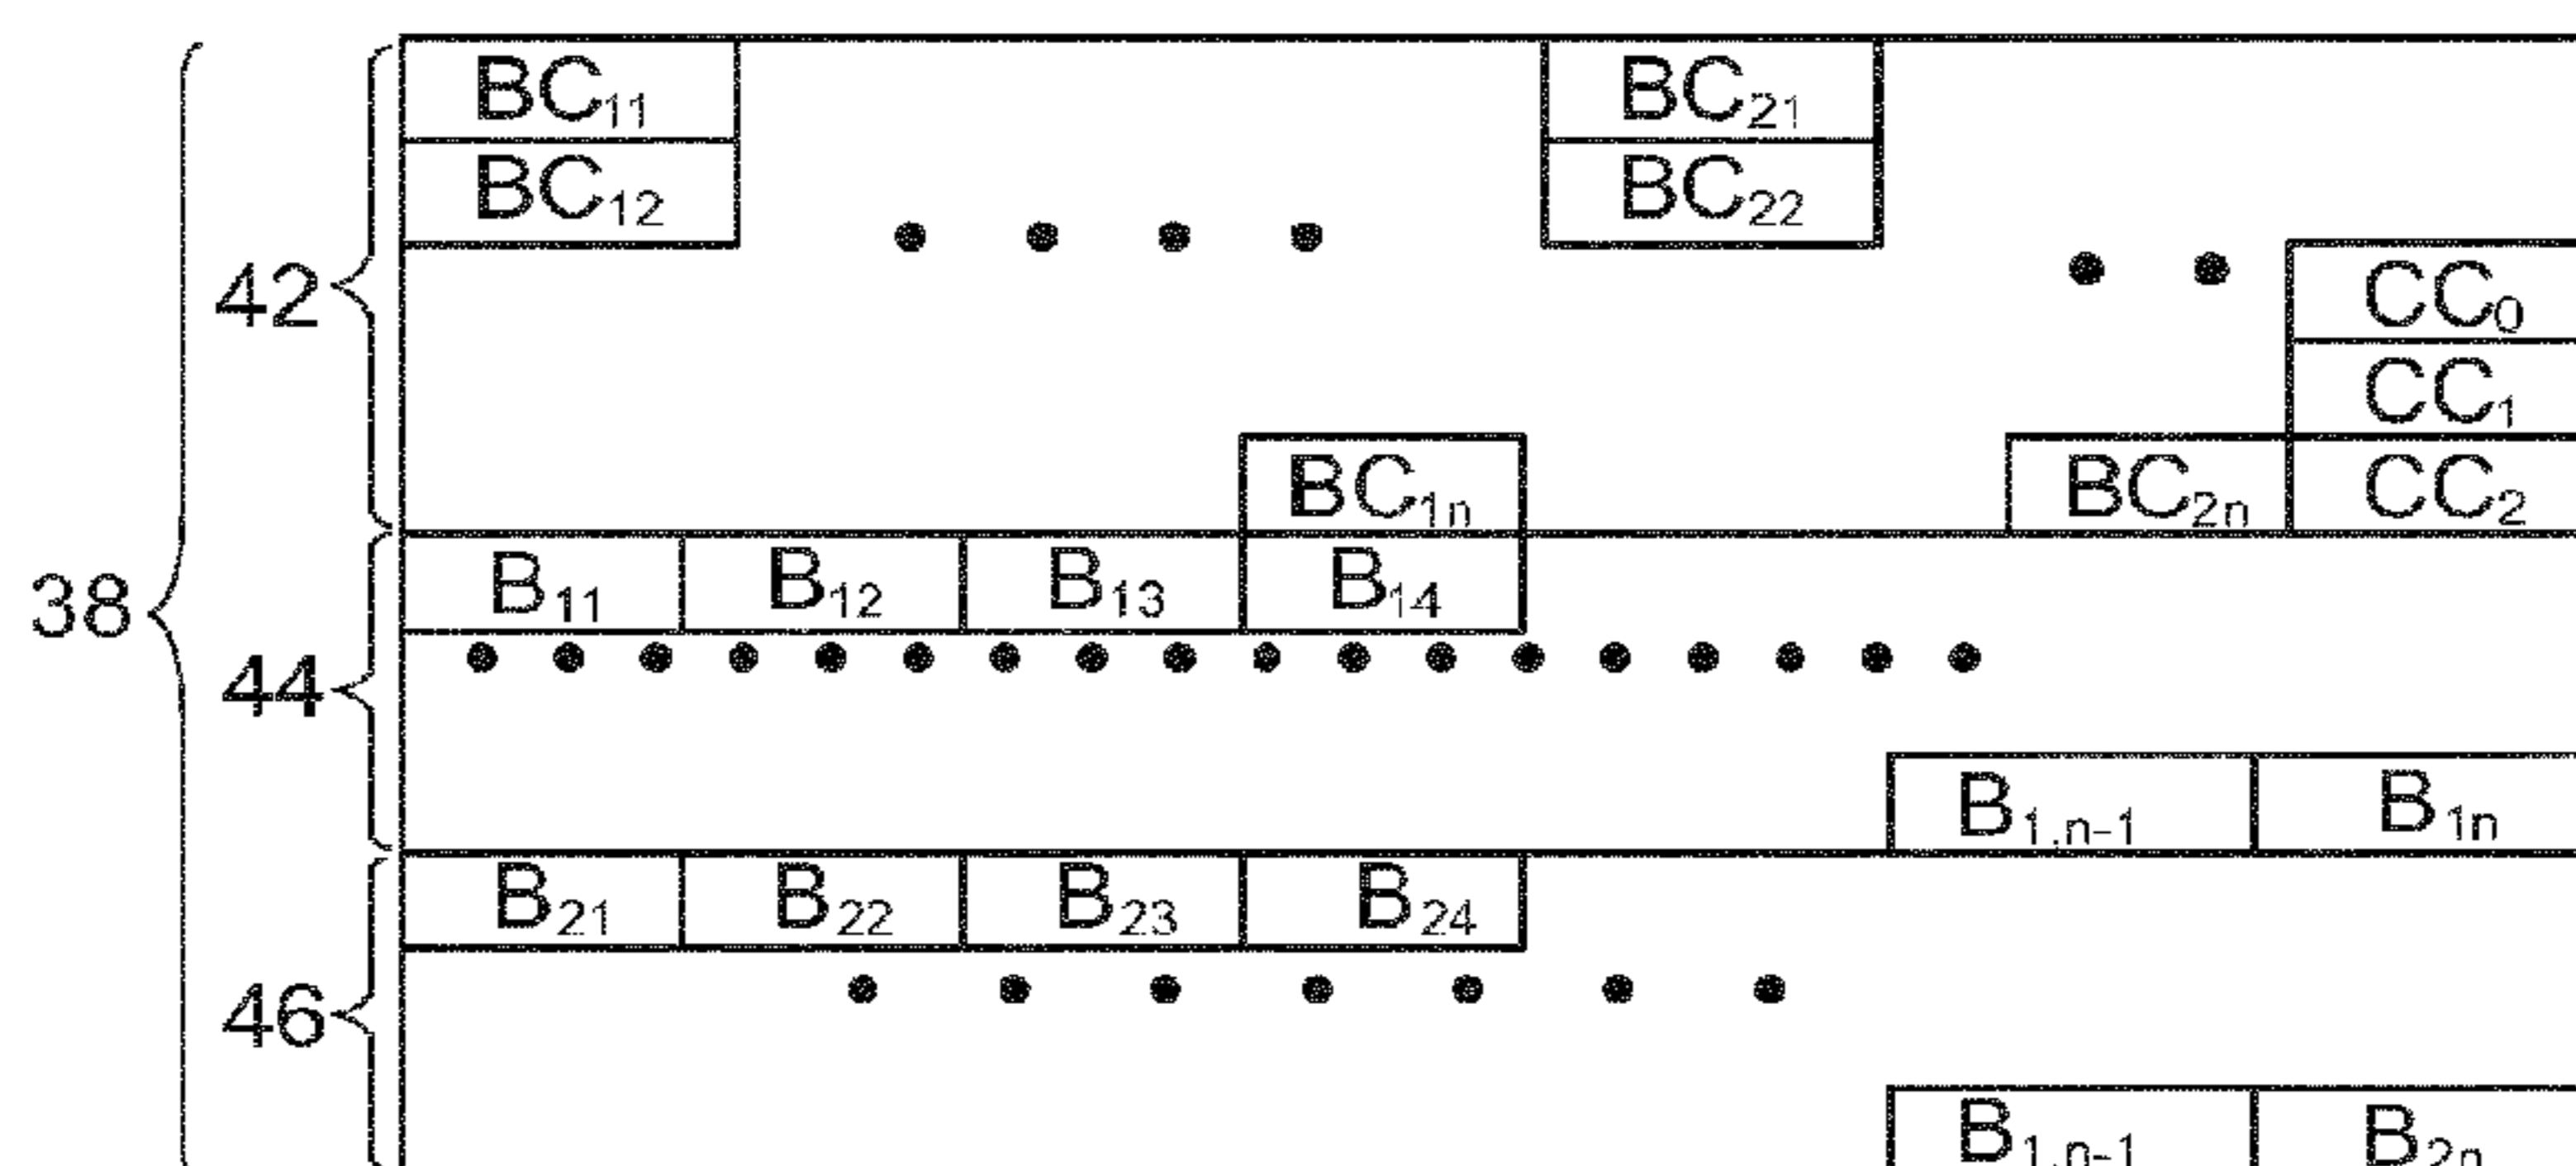 BC₁₁ BC₂₁
BC₁₂ BC₂₂
42 CC₀
CC₁
BC₁ₙ BC₂ₙ CC₂
B₁₁ B₁₂ B₁₃ B₁₄
38
44
B₁.ₙ₋₁ B₁ₙ
B₂₁ B₂₂ B₂₃ B₂₄
46
B₁.ₙ₋₁ B₂ₙ